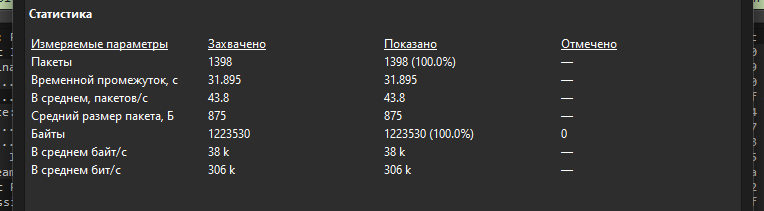 Статистика
Измеряемые параметры Захвачено Показано Отмечено
Пакеты 1398 1398 (100.0%) —
Временной промежуток, с 31.895 31.895 —
В среднем, пакетов/с 43.8 43.8 —
Средний размер пакета, Б 875 875 —
Байты 1223530 1223530 (100.0%) 0
В среднем байт/с 38 k 38 k —
В среднем бит/с 306 k 306 k —